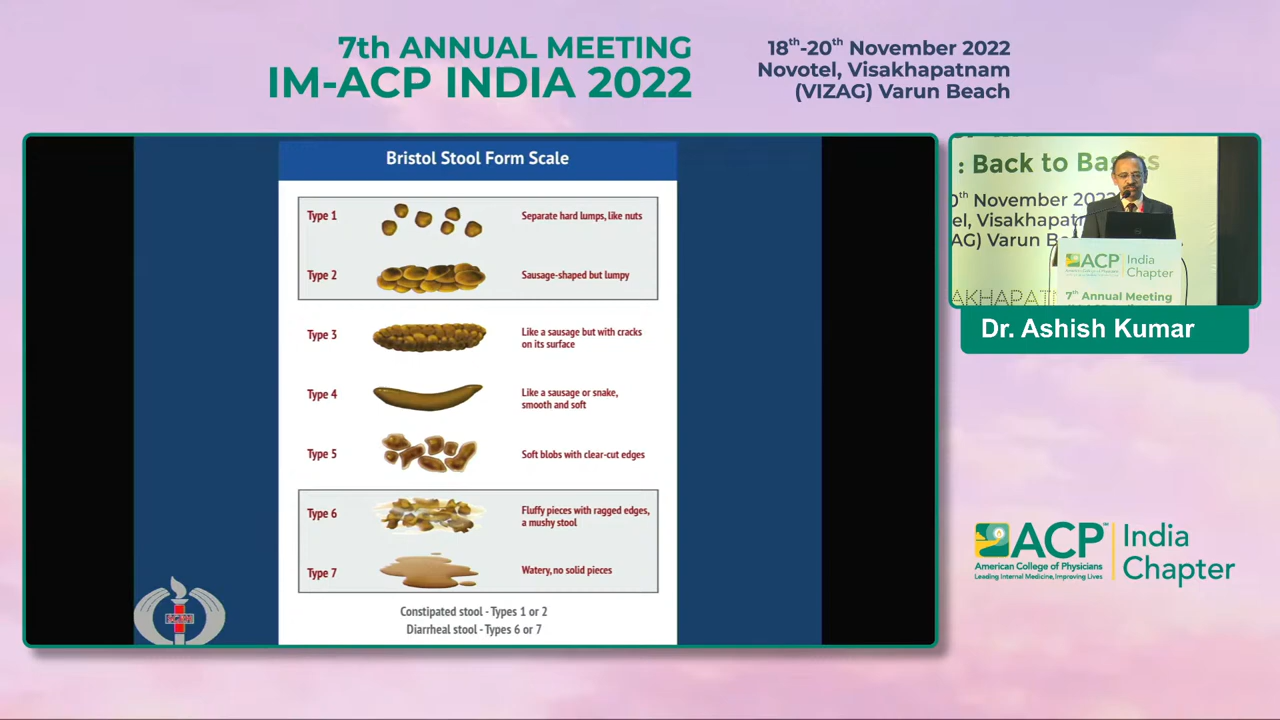 7th ANNUAL MEETING
IM-ACP INDIA 2022
18th-20th November 2022
Novotel, Visakhapatnam
(VIZAG) Varun Beach
Bristol Stool Form Scale
Type 1
Separate hard lumps, like nuts
Type 2
Sausage-shaped but lumpy
Type 3
Like a sausage but with cracks
on its surface
Type 4
Like a sausage or snake,
smooth and soft
Type 5
Soft blobs with clear-cut edges
Type 6
Fluffy pieces with ragged edges,
a mushy stool
Type 7
Watery, no solid pieces
Constipated stool - Types 1 or 2
Diarrheal stool - Types 6 or 7
: Back to Basics
0th November 2022
el, Visakhapatn
AG) Varun Be
AKHAPAT
ACP India
Chapter
7th Annual Meeting
Dr. Ashish Kumar
ACP™ India
American College of Physicians Chapter
Leading Internal Medicine, Improving Lives